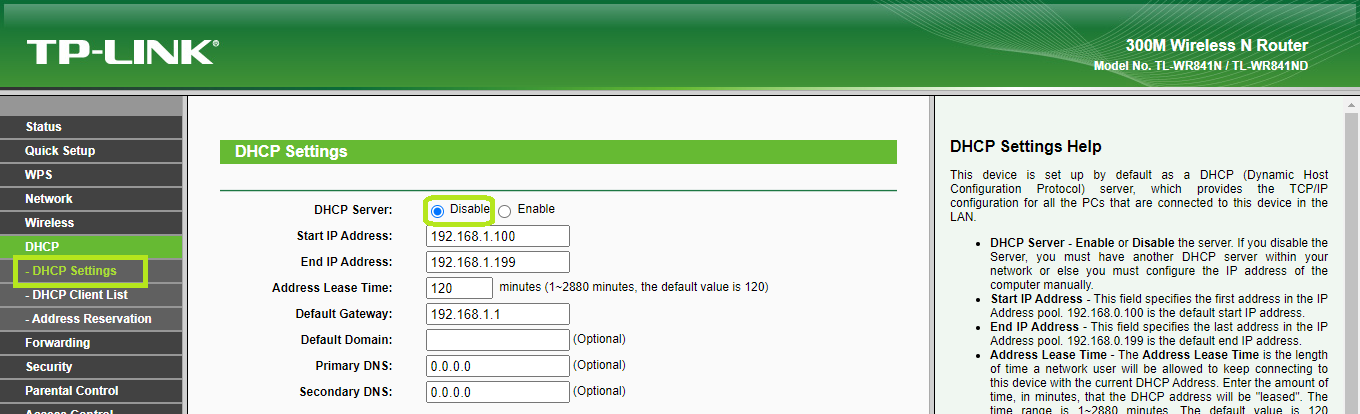 TP-LINK®
300M Wireless N Router
Model No. TL-WR841N / TL-WR841ND
Status
Quick Setup
WPS
Network
Wireless
DHCP
- DHCP Settings
- DHCP Client List
- Address Reservation
Forwarding
Security
Parental Control
Access Control
DHCP Settings
DHCP Server: Disable Enable
Start IP Address: 192.168.1.100
End IP Address: 192.168.1.199
Address Lease Time: 120 minutes (1~2880 minutes, the default value is 120)
Default Gateway: 192.168.1.1
Default Domain: (Optional)
Primary DNS: 0.0.0.0 (Optional)
Secondary DNS: 0.0.0.0 (Optional)
DHCP Settings Help
This device is set up by default as a DHCP (Dynamic Host
Configuration Protocol) server, which provides the TCP/IP
configuration for all the PCs that are connected to this device in the
LAN.
• DHCP Server - Enable or Disable the server. If you disable the
Server, you must have another DHCP server within your
network or else you must configure the IP address of the
computer manually.
• Start IP Address - This field specifies the first address in the IP
Address pool. 192.168.0.100 is the default start IP address.
• End IP Address - This field specifies the last address in the IP
Address pool. 192.168.0.199 is the default end IP address.
• Address Lease Time - The Address Lease Time is the length
of time a network user will be allowed to keep connecting to
this device with the current DHCP Address. Enter the amount of
time, in minutes, that the DHCP address will be "leased". The
time range is 1~2880 minutes. The default value is 120